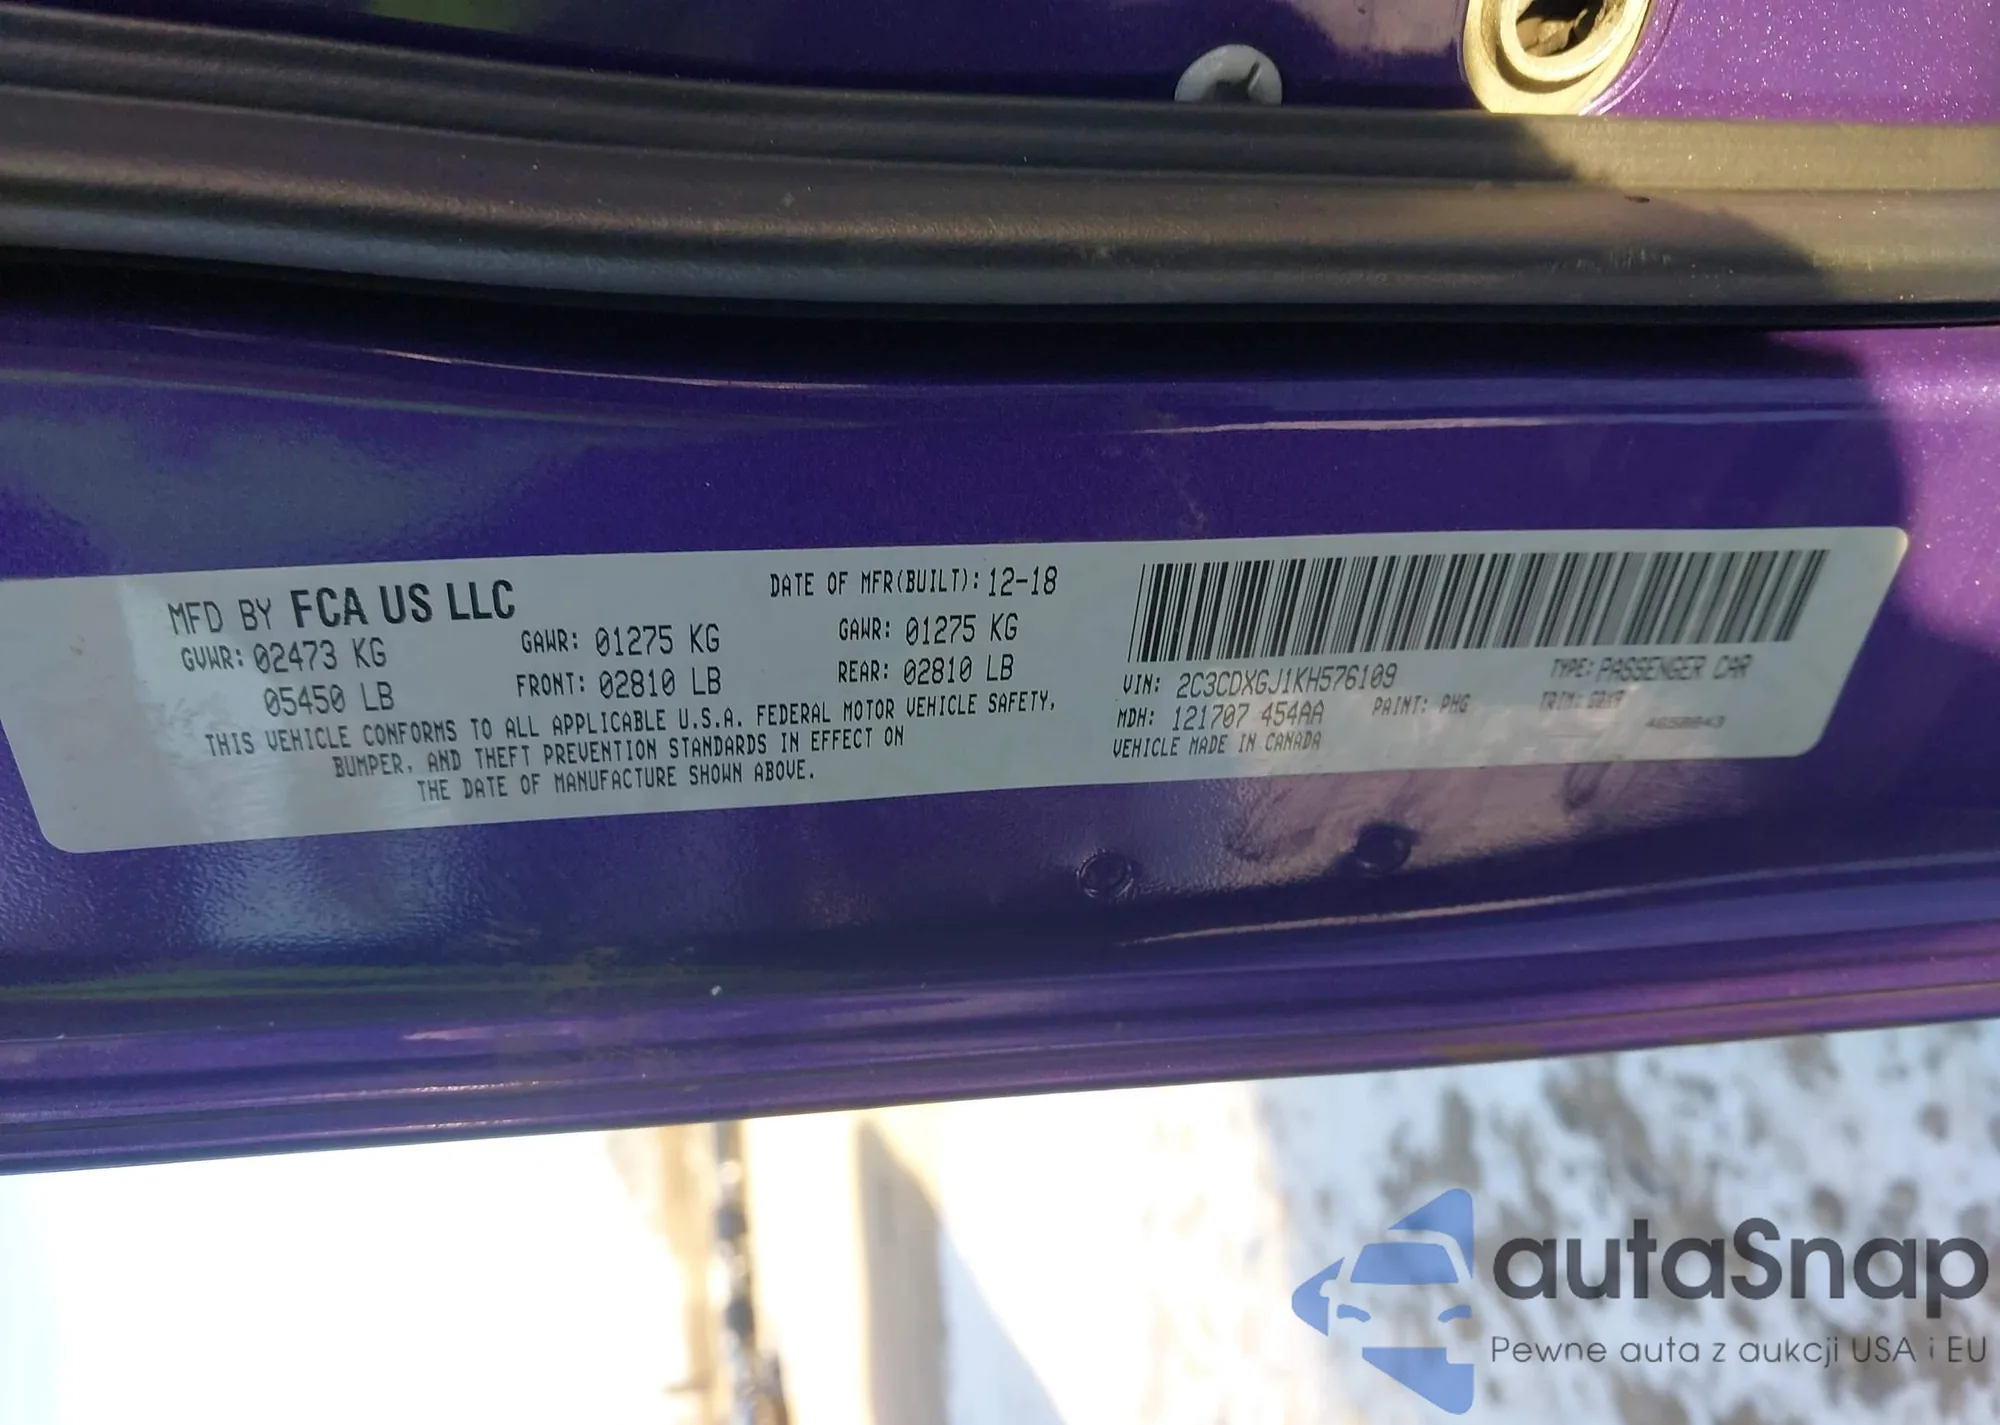 MFD BY FCA US LLC
DATE OF MFR(BUILT): 12-18
GVWR: 02473 KG
05450 LB
GAWR: 01275 KG
FRONT: 02810 LB
GAWR: 01275 KG
REAR: 02810 LB
THIS VEHICLE CONFORMS TO ALL APPLICABLE U.S.A. FEDERAL MOTOR VEHICLE SAFETY,
BUMPER, AND THEFT PREVENTION STANDARDS IN EFFECT ON
THE DATE OF MANUFACTURE SHOWN ABOVE.
VIN: 2C3CDXGJ1KH576109
TYPE: PASSENGER CAR
MDH: 121707 454AA
PAINT: PHG
TRIM:
VEHICLE MADE IN CANADA
autaSnap
Pewne auta z aukcji USA i EU